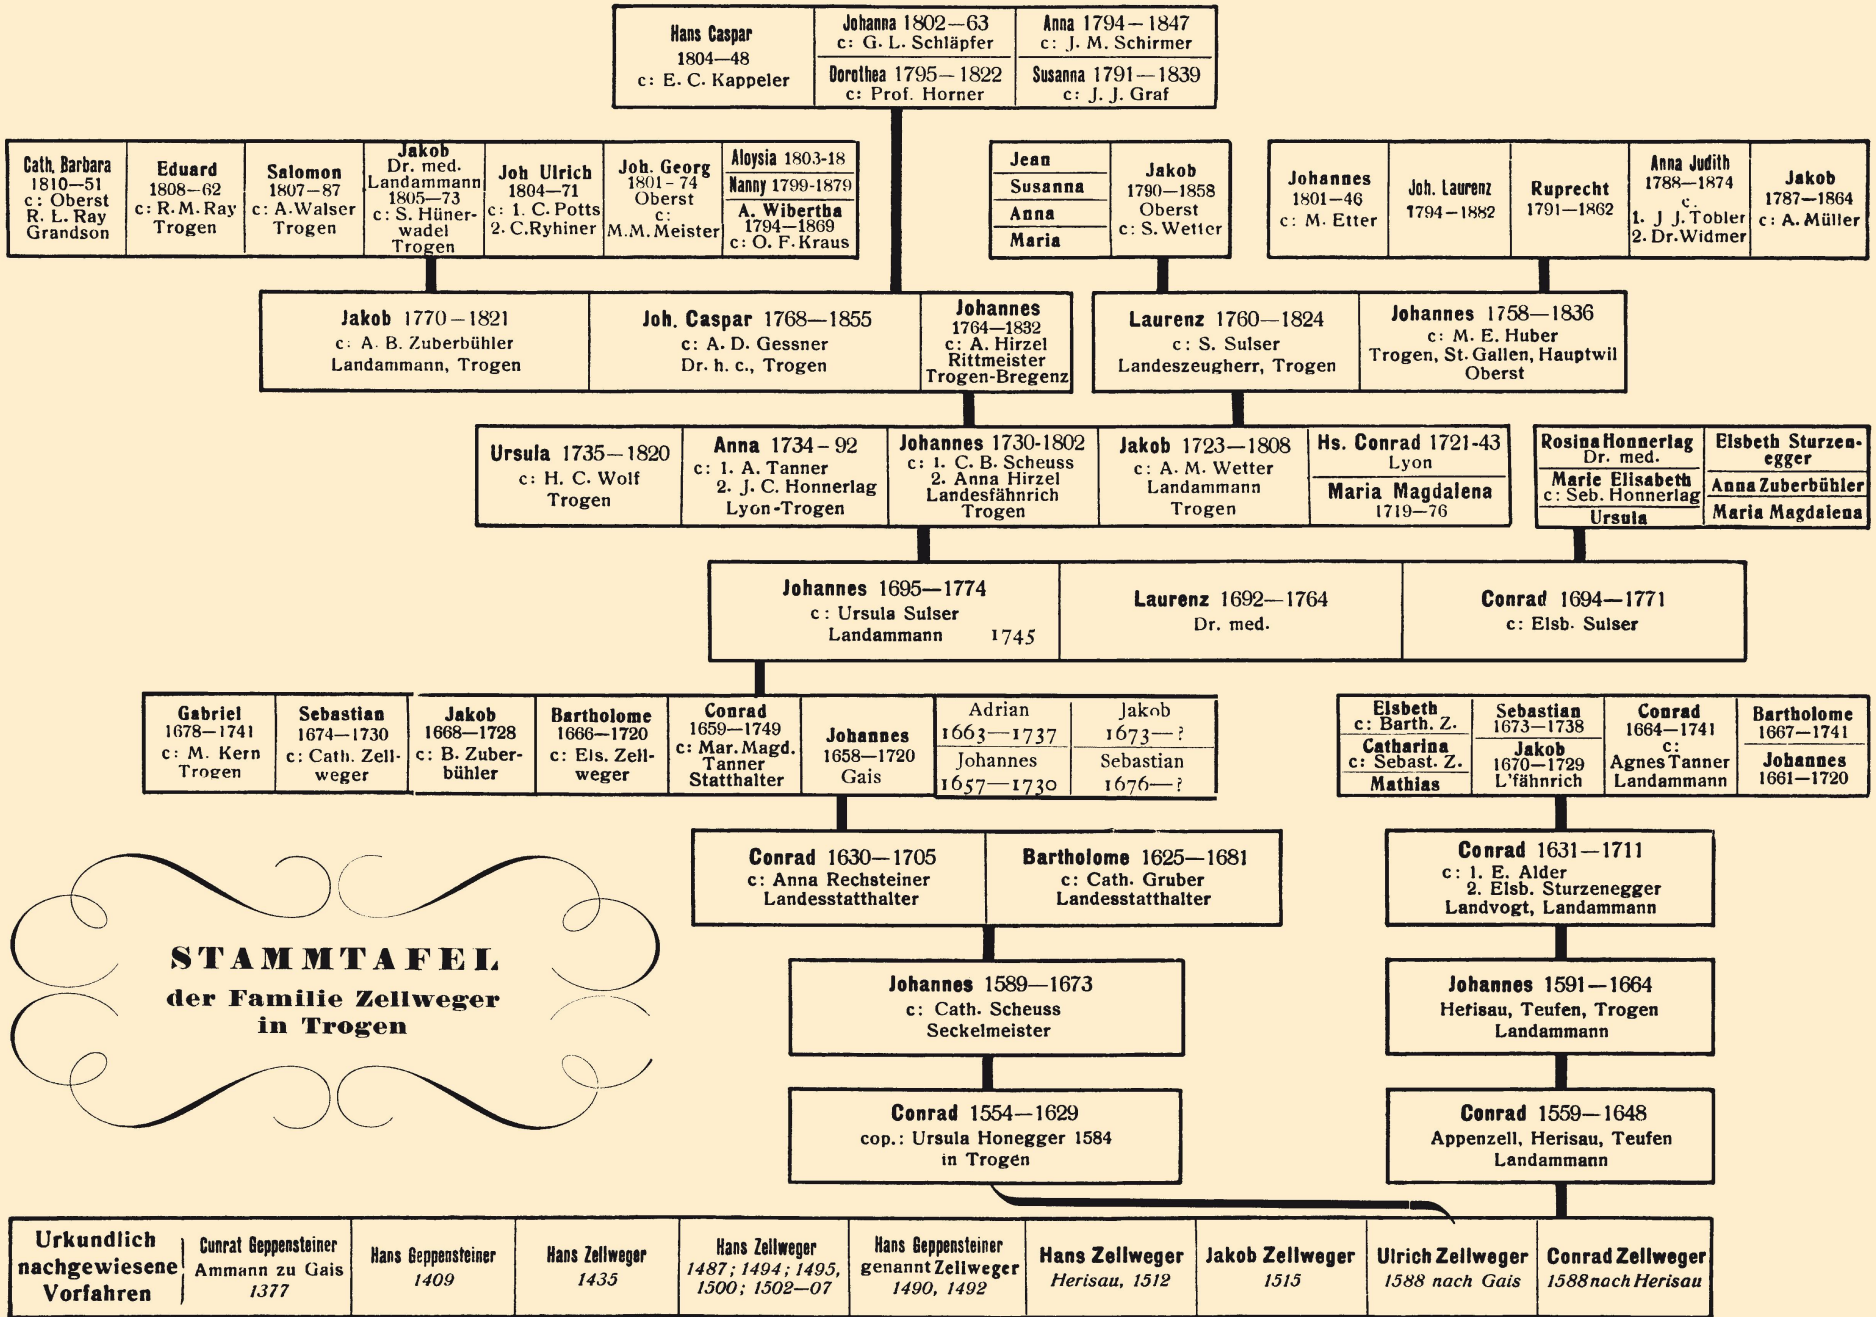 Hans Caspar
1804—48
c: E. C. Kappeler
Johanna 1802—63
c: G. L. Schläpfer
Dorothea 1795—1822
c: Prof. Horner
Anna 1794—1847
c: J. M. Schirmer
Susanna 1791—1839
c: J. J. Graf
Cath. Barbara
1810—51
c: Oberst
R. L. Ray
Grandson
Eduard
1808—62
c: R. M. Ray
Trogen
Salomon
1807—87
c: A. Walser
Trogen
Jakob
Dr. med.
Landammann
1805—73
c: S. Hüner-
wadel
Trogen
Joh Ulrich
1804—71
c: 1. C. Potts
2. C. Ryhiner
Joh. Georg
1801-74
Oberst
c:
M. M. Meister
Aloysia 1803-18
Nanny 1799-1879
A. Wibertha
1794—1869
c: O. F. Kraus
Jean
Susanna
Anna
Maria
Jakob
1790—1858
Oberst
c: S. Wetter
Johannes
1801—46
c: M. Etter
Joh. Laurenz
1794-1882
Ruprecht
1791—1862
Anna Judith
1788—1874
c.
1. J J. Tobler
2. Dr. Widmer
Jakob
1787—1864
c: A. Müller
Jakob 1770—1821
c: A. B. Zuberbühler
Landammann, Trogen
Joh. Caspar 1768—1855
c: A. D. Gessner
Dr. h. c., Trogen
Johannes
1764—1832
c: A. Hirzel
Rittmeister
Trogen-Bregenz
Laurenz 1760—1824
c: S. Sulser
Landeszeugherr, Trogen
Johannes 1758—1836
c: M. E. Huber
Trogen, St. Gallen, Hauptwil
Oberst
Ursula 1735—1820
c: H. C. Wolf
Trogen
Anna 1734-92
c: 1. A. Tanner
2. J. C. Honnerlag
Lyon-Trogen
Johannes 1730-1802
c: 1. C. B. Scheuss
2. Anna Hirzel
Landesfähnrich
Trogen
Jakob 1723—1808
c: A. M. Wetter
Landammann
Trogen
Hs. Conrad 1721-43
Lyon
Maria Magdalena
1719—76
Rosina Honnerlag
Dr. med.
Marie Elisabeth
c: Seb. Honnerlag
Ursula
Elsbeth Sturzen-
egger
Anna Zuberbühler
Maria Magdalena
Johannes 1695—1774
c: Ursula Sulser
Landammann 1745
Laurenz 1692—1764
Dr. med.
Conrad 1694—1771
c: Elsb. Sulser
Gabriel
1678—1741
c: M. Kern
Trogen
Sebastian
1674—1730
c: Cath. Zell-
weger
Jakob
1668—1728
c: B. Zuber-
bühler
Bartholome
1666—1720
c: Els. Zell-
weger
Conrad
1659—1749
c: Mar. Magd.
Tanner
Statthalter
Johannes
1658—1720
Gais
Adrian
1663—1737
Johannes
1657—1730
Jakob
1673—?
Sebastian
1676—?
Elsbeth
c: Barth. Z.
Catharina
c: Sebast. Z.
Mathias
Sebastian
1673—1738
Jakob
1670—1729
L'fähnrich
Conrad
1664—1741
c:
Agnes Tanner
Landammann
Bartholome
1667—1741
Johannes
1661—1720
Conrad 1630—1705
c: Anna Rechsteiner
Landesstatthalter
Bartholome 1625—1681
c: Cath. Gruber
Landesstatthalter
Conrad 1631—1711
c: 1. E. Alder
2. Elsb. Sturzenegger
Landvogt, Landammann
STAMMTAFEL
der Familie Zellweger
in Trogen
Johannes 1589—1673
c: Cath. Scheuss
Seckelmeister
Johannes 1591—1664
Herisau, Teufen, Trogen
Landammann
Conrad 1554—1629
cop.: Ursula Honegger 1584
in Trogen
Conrad 1559—1648
Appenzell, Herisau, Teufen
Landammann
Urkundlich
nachgewiesene
Vorfahren
Cunrat Geppensteiner
Ammann zu Gais
1377
Hans Geppensteiner
1409
Hans Zellweger
1435
Hans Zellweger
1487; 1494; 1495,
1500; 1502—07
Hans Geppensteiner
genannt Zellweger
1490, 1492
Hans Zellweger
Herisau, 1512
Jakob Zellweger
1515
Ulrich Zellweger
1588 nach Gais
Conrad Zellweger
1588 nach Herisau